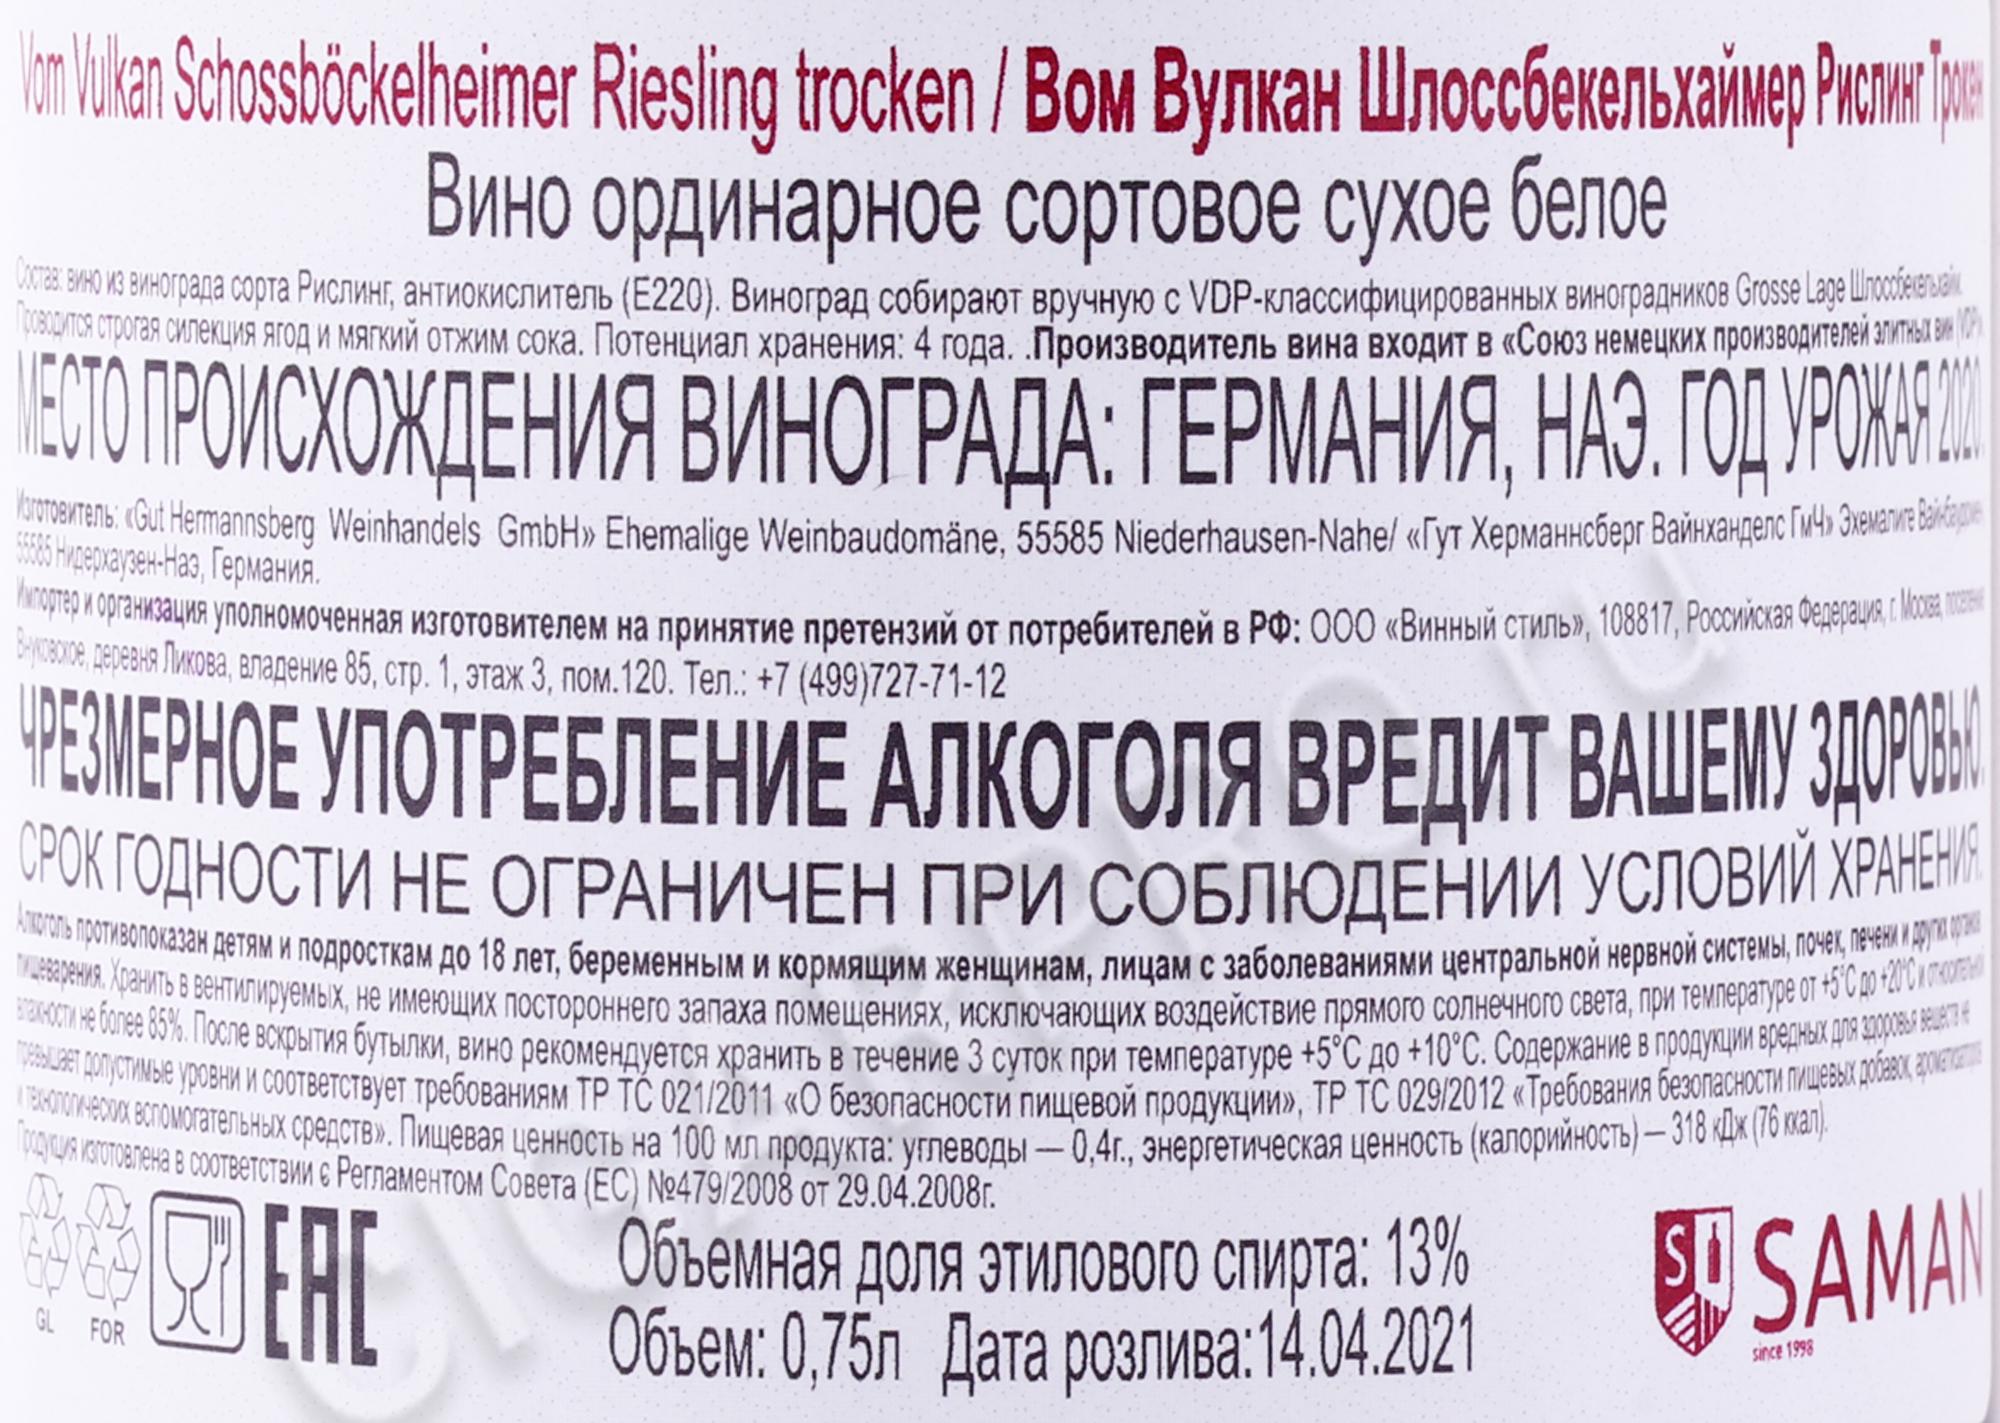 Vom Vulkan Schossböckelheimer Riesling trocken / Вом Вулкан Шлоссбекельхаймер Рислинг Трокен
Вино ординарное сортовое сухое белое
Состав: вино из винограда сорта Рислинг, антиокислитель (Е220). Виноград собирают вручную с VDP-классифицированных виноградников Grosse Lage Шлоссбекельхайм.
Проводится строгая силекция ягод и мягкий отжим сока. Потенциал хранения: 4 года. .Производитель вина входит в «Союз немецких производителей элитных вин (VDP)».
МЕСТО ПРОИСХОЖДЕНИЯ ВИНОГРАДА: ГЕРМАНИЯ, НАЭ. ГОД УРОЖАЯ 2020.
Изготовитель: «Gut Hermannsberg Weinhandels GmbH» Ehemalige Weinbaudomäne, 55585 Niederhausen-Nahe/ «Гут Херманнсберг Вайнханделс ГмЧ» Эхемалиге
55585 Нидерхаузен-Наэ, Германия.
Импортер и организация уполномоченная изготовителем на принятие претензий от потребителей в РФ: ООО «Винный стиль», 108817, Российская Федерация, г. Москва, поселение
Внуковское, деревня Ликова, владение 85, стр. 1, этаж 3, пом.120. Тел.: +7 (499)727-71-12
ЧРЕЗМЕРНОЕ УПОТРЕБЛЕНИЕ АЛКОГОЛЯ ВРЕДИТ ВАШЕМУ ЗДОРОВЬЮ.
СРОК ГОДНОСТИ НЕ ОГРАНИЧЕН ПРИ СОБЛЮДЕНИИ УСЛОВИЙ ХРАНЕНИЯ.
Алкоголь противопоказан детям и подросткам до 18 лет, беременным и кормящим женщинам, лицам с заболеваниями центральной нервной системы, почек, печени и других органов
пищеварения. Хранить в вентилируемых, не имеющих постороннего запаха помещениях, исключающих воздействие прямого солнечного света, при температуре от +5°С до +20°С и относительной
влажности не более 85%. После вскрытия бутылки, вино рекомендуется хранить в течение 3 суток при температуре +5°С до +10°С. Содержание в продукции вредных для здоровья веществ не
превышает допустимые уровни и соответствует требованиям ТР ТС 021/2011 «О безопасности пищевой продукции», ТР ТС 029/2012 «Требования безопасности пищевых добавок, ароматизаторов
и технологических вспомогательных средств». Пищевая ценность на 100 мл продукта: углеводы — 0,4г., энергетическая ценность (калорийность) — 318 кДж (76 ккал).
Продукция изготовлена в соответствии с Регламентом Совета (ЕС) №479/2008 от 29.04.2008г.
GL FOR EAC
Объемная доля этилового спирта: 13%
Объем: 0,75л Дата розлива:14.04.2021
SAMAN
since 1998
CIGARPRO.ru